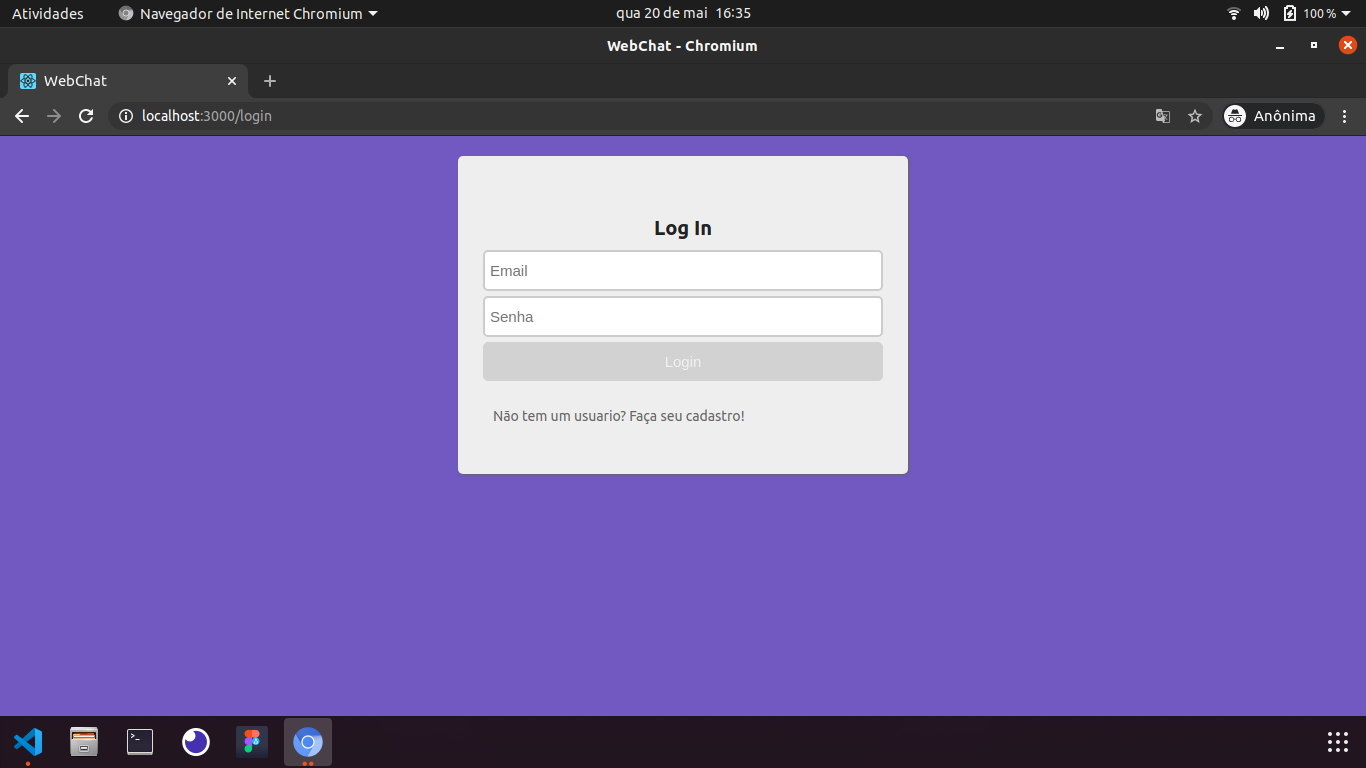 Atividades Navegador de Internet Chromium qua 20 de mai 16:35 100 %
WebChat - Chromium
WebChat
localhost:3000/login Anônima
Log In
Email
Senha
Login
Não tem um usuario? Faça seu cadastro!